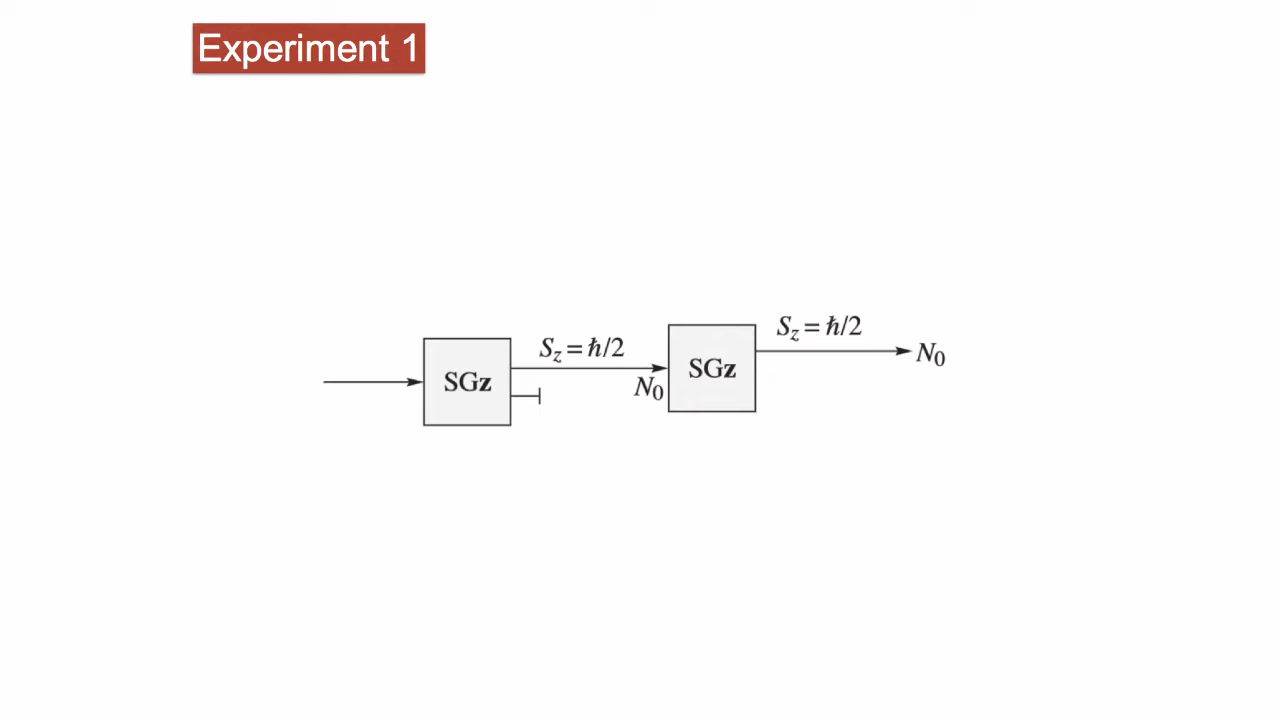 Experiment 1
SGz
S_z = ℏ/2
N_0
SGz
S_z = ℏ/2
N_0